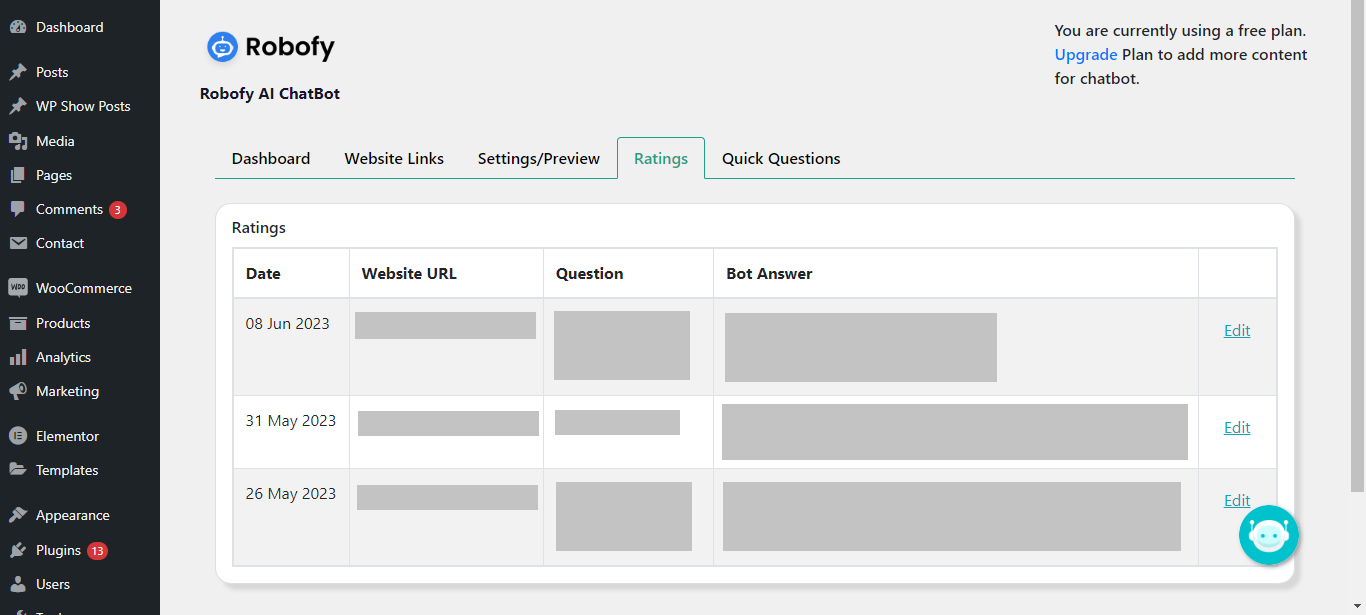 Dashboard
Posts
WP Show Posts
Media
Pages
Comments 3
Contact
WOO WooCommerce
Products
Analytics
Marketing
Elementor
Templates
Appearance
Plugins 13
Users
Robofy
Robofy AI ChatBot
You are currently using a free plan.
Upgrade Plan to add more content
for chatbot.
Dashboard Website Links Settings/Preview Ratings Quick Questions
Ratings
Date Website URL Question Bot Answer
08 Jun 2023 Edit
31 May 2023 Edit
26 May 2023 Edit